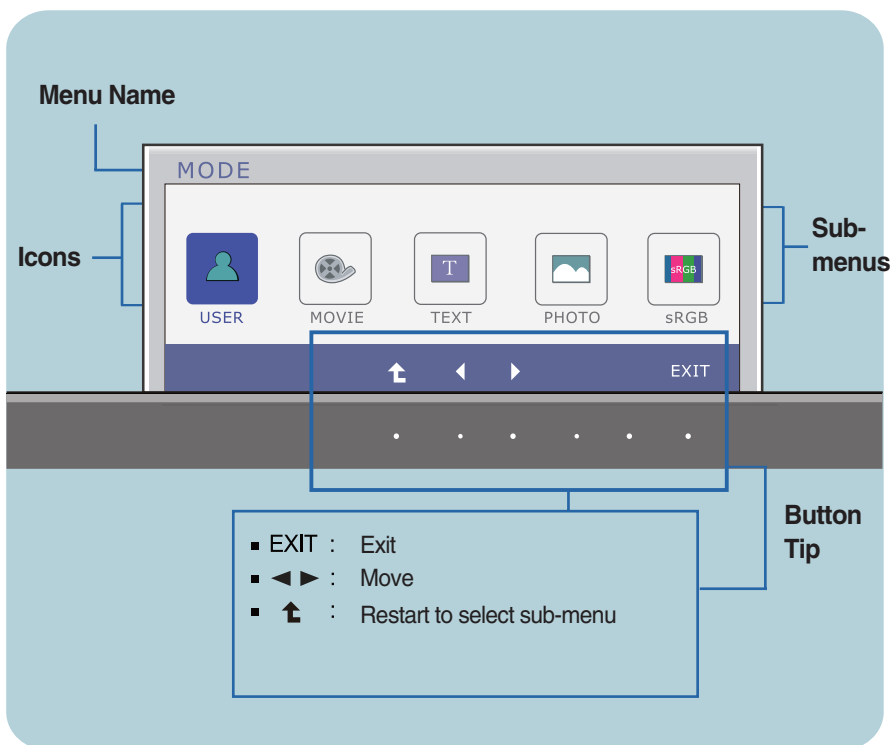 Menu Name
MODE
Icons
Sub-
menus
T
sRGB
USER MOVIE TEXT PHOTO sRGB
EXIT
Button
Tip
▪ EXIT : Exit
▪ ◄ ► : Move
▪ ⮤ : Restart to select sub-menu